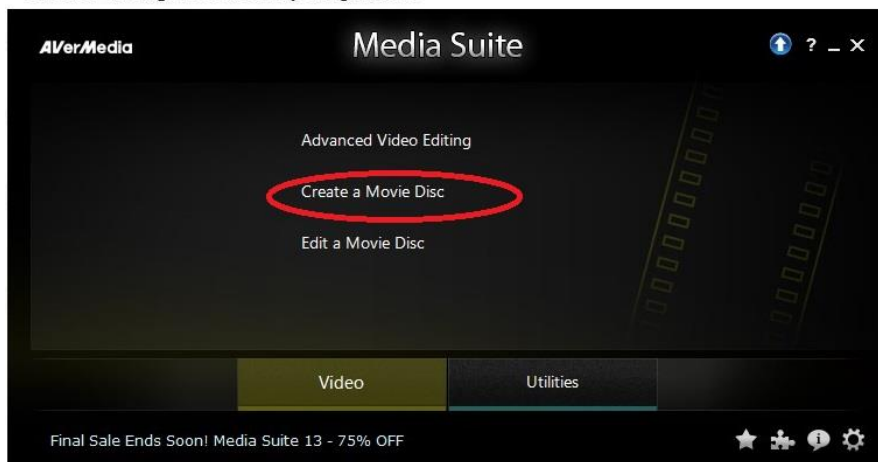 AVerMedia
Media Suite
?
Advanced Video Editing
Create a Movie Disc
Edit a Movie Disc
Video
Utilities
Final Sale Ends Soon! Media Suite 13 - 75% OFF